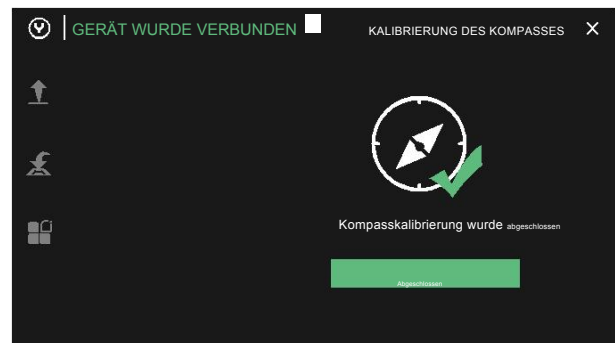 GERÄT WURDE VERBUNDEN
KALIBRIERUNG DES KOMPASSES
Kompasskalibrierung wurde abgeschlossen
Abgeschlossen